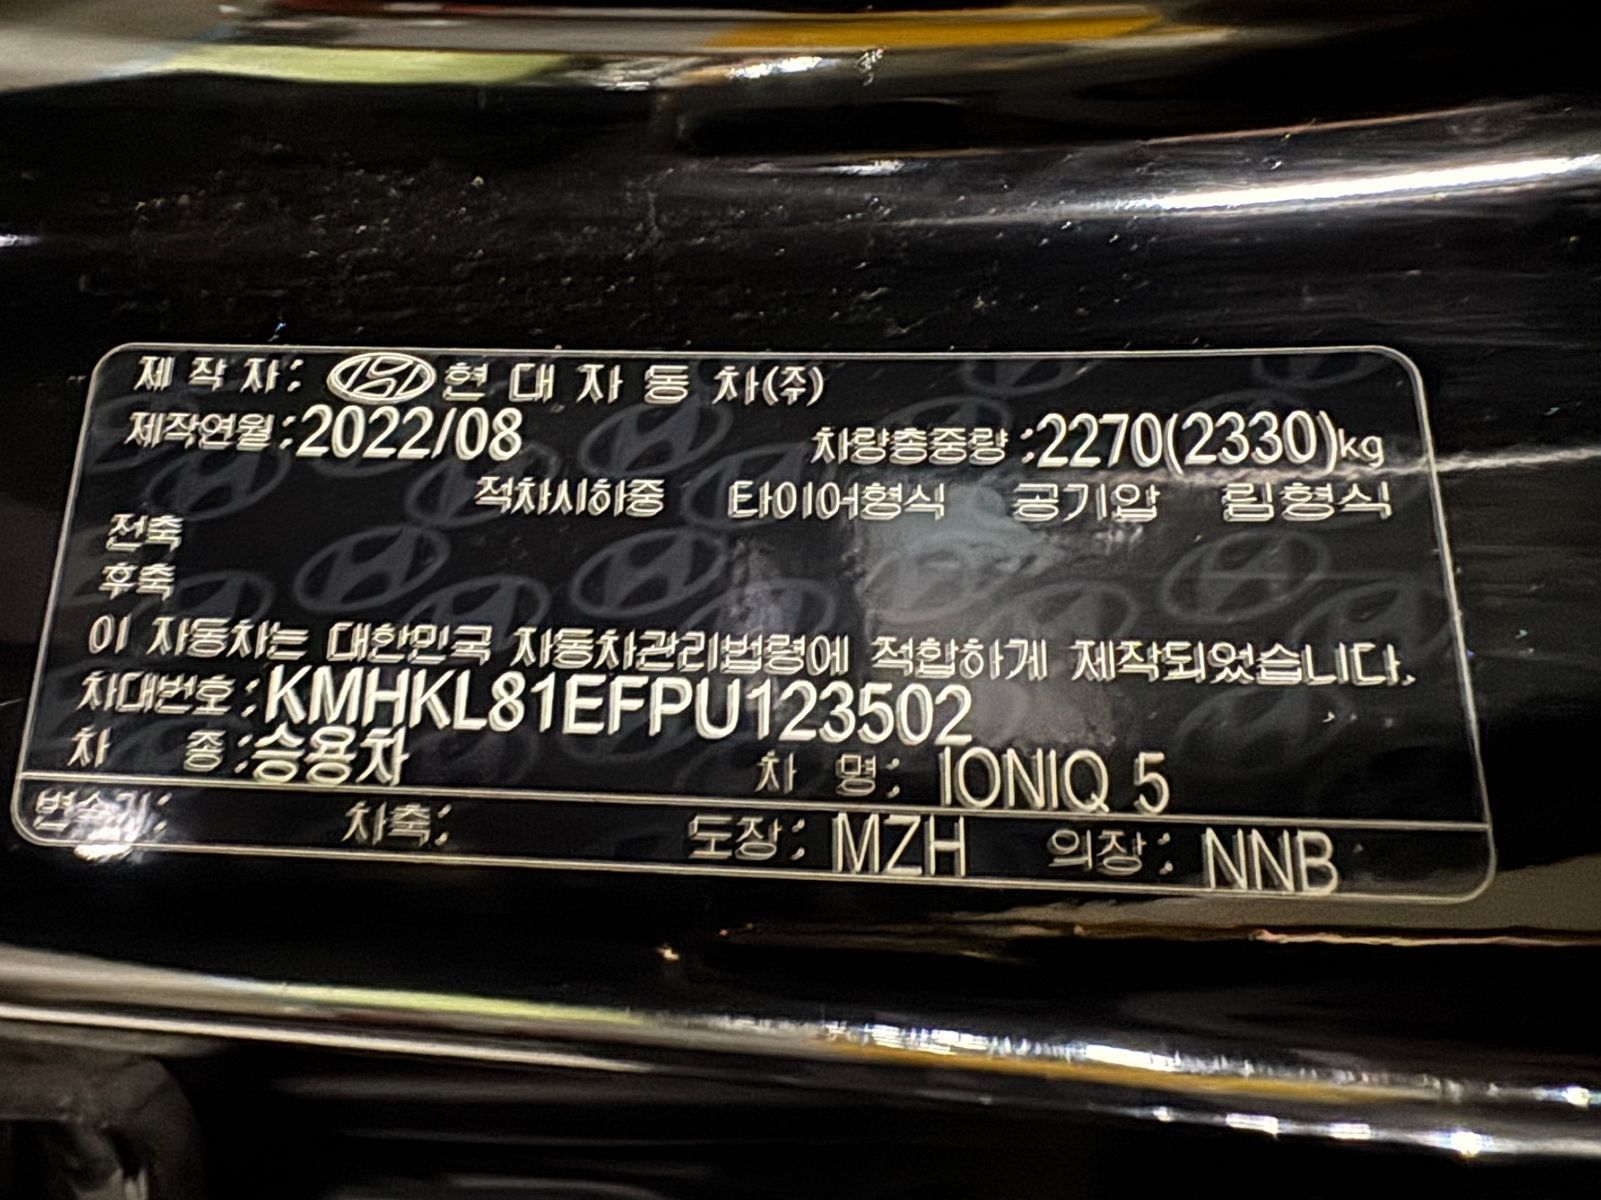 제 작 자 : 현 대 자 동 차(주)
제작연월 : 2022/08 차량총중량 : 2270(2330)kg
적차시하중 타이어형식 공기압 림형식
전축
후축
이 자동차는 대한민국 자동차관리법령에 적합하게 제작되었습니다.
차대번호 : KMHKL81EFPU123502
차 종 : 승용차 차 명 : IONIQ 5
변속기 : 차축 : 도장 : MZH 의장 : NNB